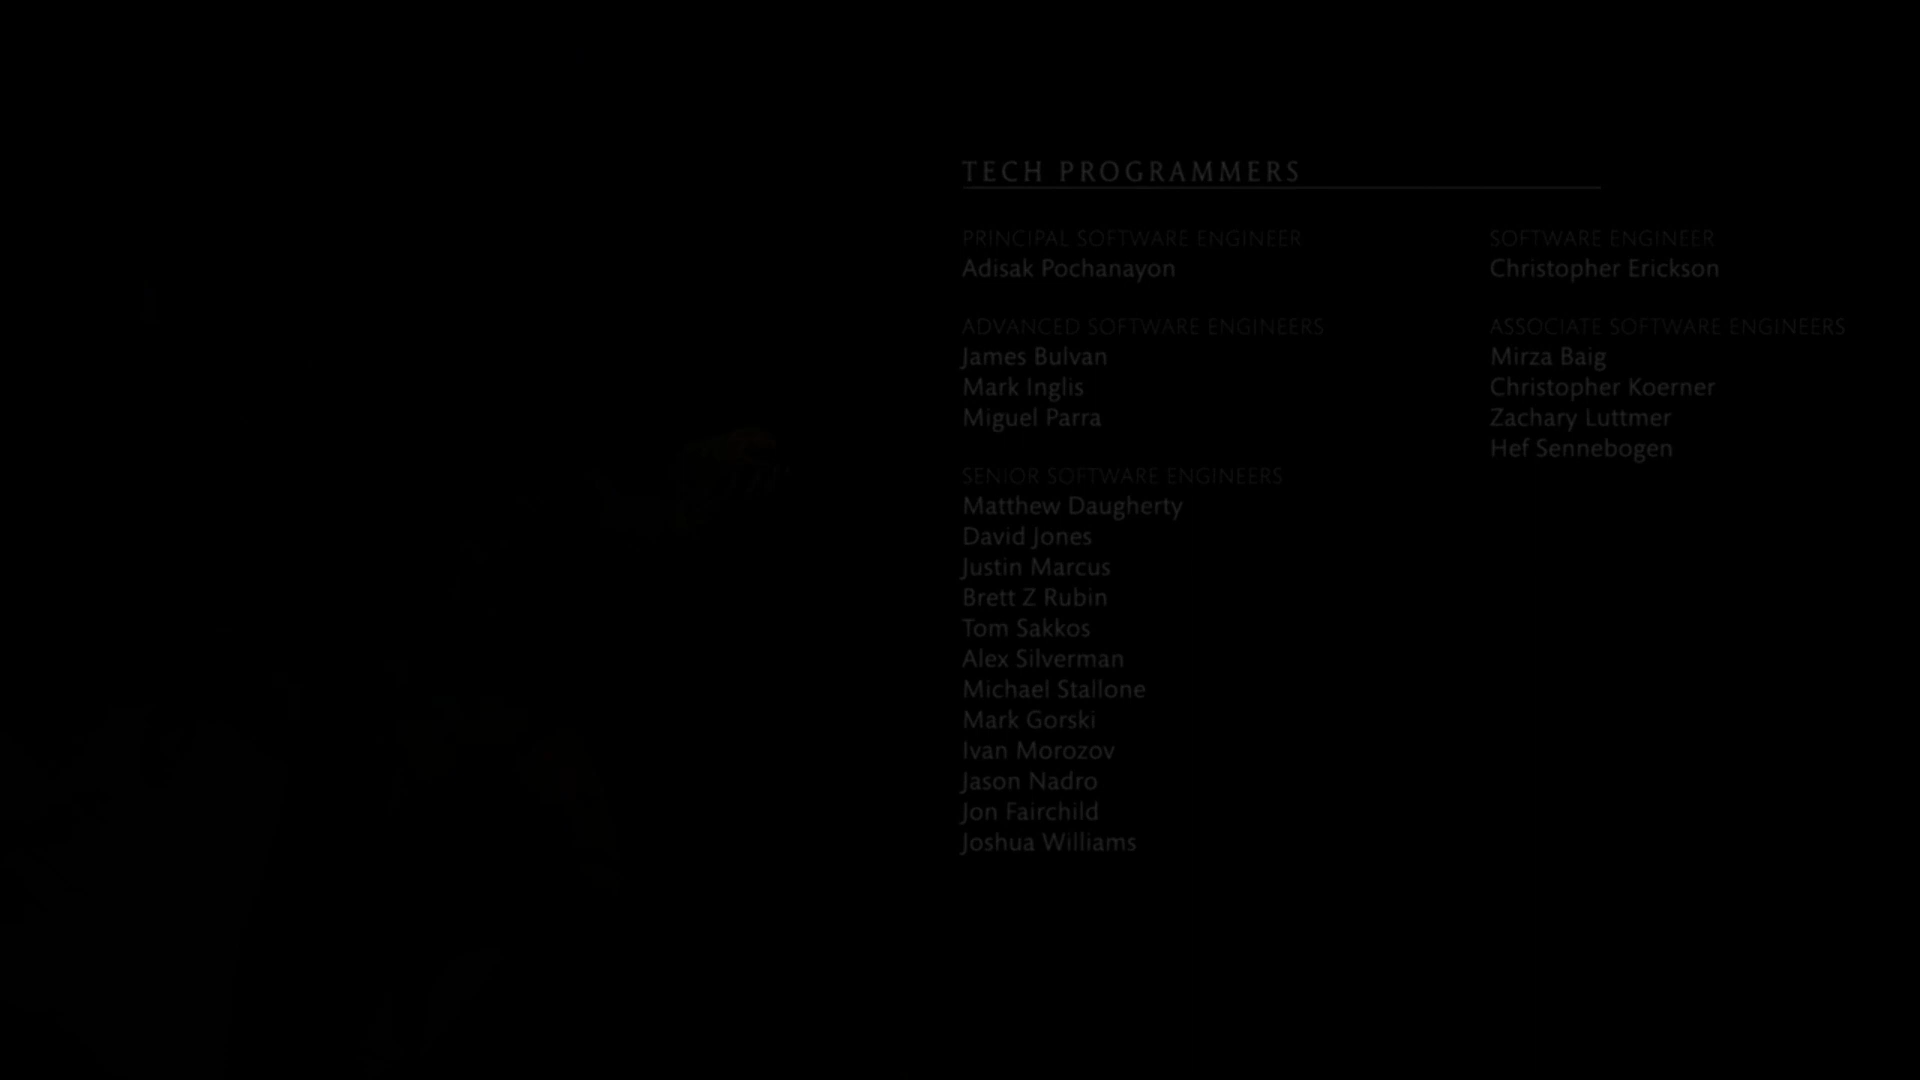 TECH PROGRAMMERS
PRINCIPAL SOFTWARE ENGINEER
Adisak Pochanayon
ADVANCED SOFTWARE ENGINEERS
James Bulvan
Mark Inglis
Miguel Parra
SENIOR SOFTWARE ENGINEERS
Matthew Daugherty
David Jones
Justin Marcus
Brett Z Rubin
Tom Sakkos
Alex Silverman
Michael Stallone
Mark Gorski
Ivan Morozov
Jason Nadro
Jon Fairchild
Joshua Williams
SOFTWARE ENGINEER
Christopher Erickson
ASSOCIATE SOFTWARE ENGINEERS
Mirza Baig
Christopher Koerner
Zachary Luttmer
Hef Sennebogen